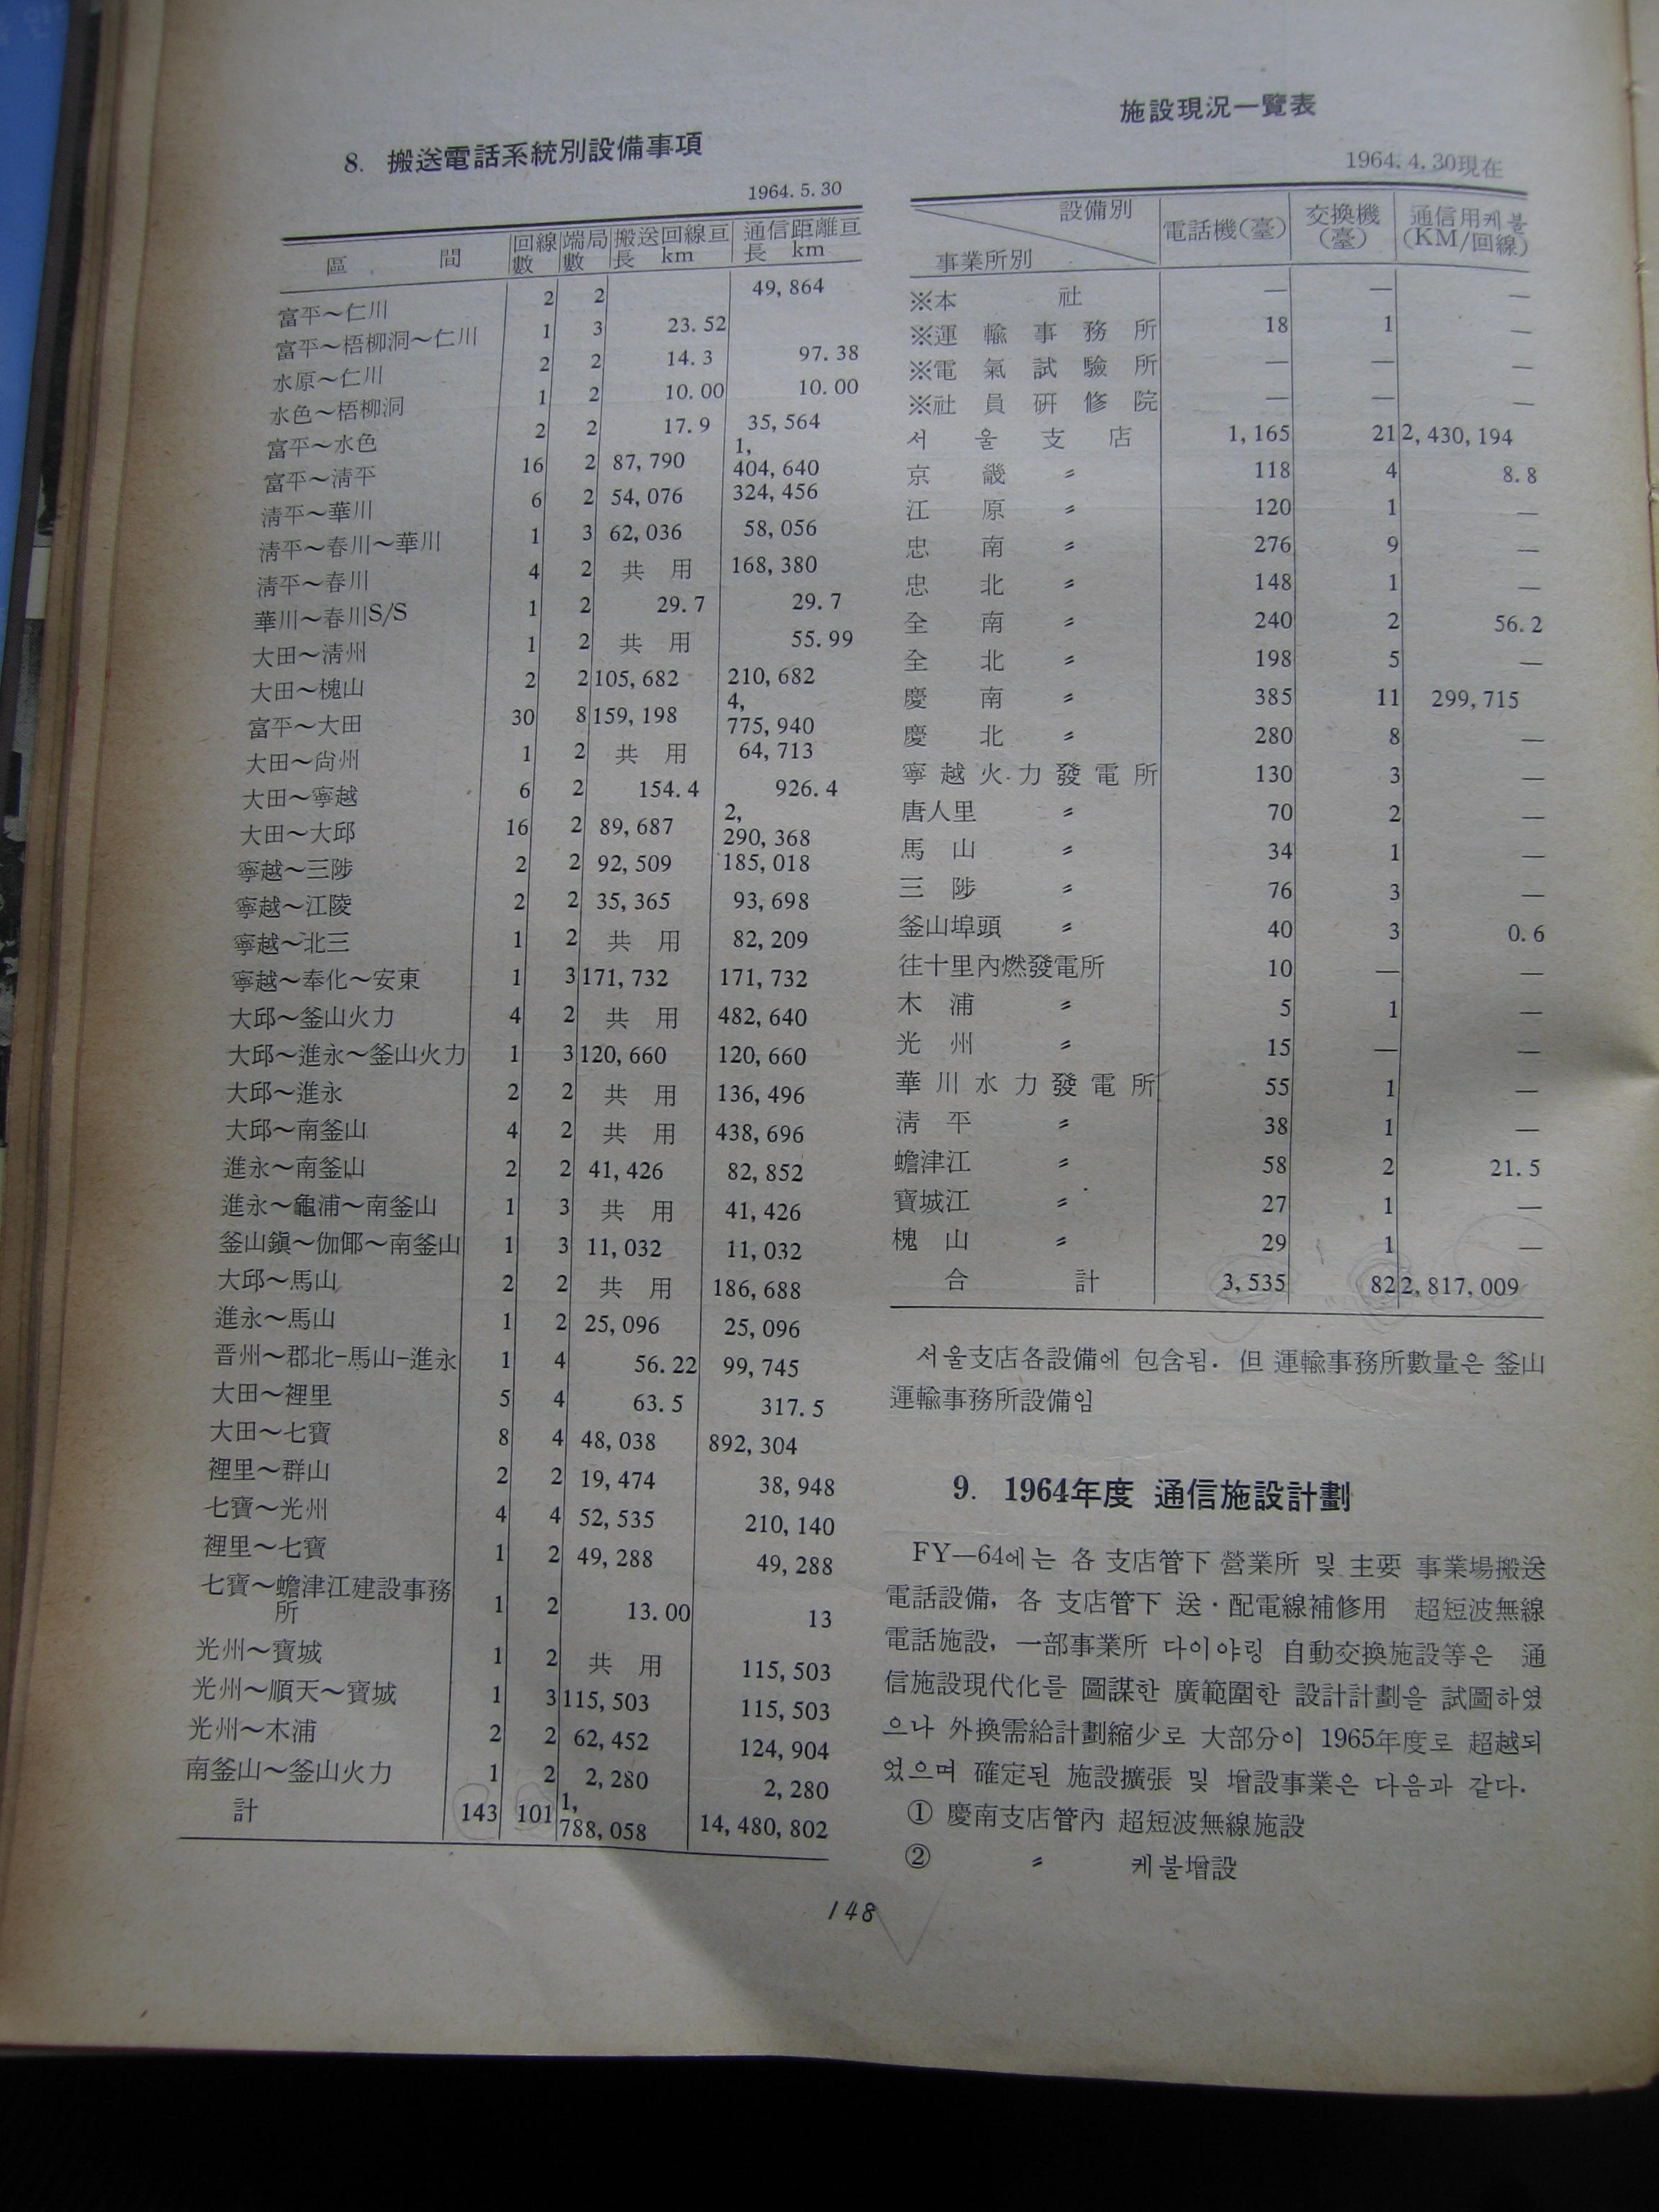 8. 搬送電話系統別設備事項
1964. 5. 30
區 間 回線數 端局數 搬送回線亘長 km 通信距離亘長 km
富平～仁川 2 2 49, 864
富平～梧柳洞～仁川 1 3 23. 52
水原～仁川 2 2 14. 3 97. 38
水色～梧柳洞 1 2 10. 00 10. 00
富平～水色 2 2 17. 9 35, 564
富平～淸平 16 2 87, 790 1, 404, 640
淸平～華川 6 2 54, 076 324, 456
淸平～春川～華川 1 3 62, 036 58, 056
淸平～春川 4 2 共 用 168, 380
華川～春川S/S 1 2 29. 7 29. 7
大田～淸州 1 2 共 用 55. 99
大田～槐山 2 2 105, 682 210, 682
富平～大田 30 8 159, 198 4, 775, 940
大田～尙州 1 2 共 用 64, 713
大田～寧越 6 2 154. 4 926. 4
大田～大邱 16 2 89, 687 2, 290, 368
寧越～三陟 2 2 92, 509 185, 018
寧越～江陵 2 2 35, 365 93, 698
寧越～北三 1 2 共 用 82, 209
寧越～奉化～安東 1 3 171, 732 171, 732
大邱～釜山火力 4 2 共 用 482, 640
大邱～進永～釜山火力 1 3 120, 660 120, 660
大邱～進永 2 2 共 用 136, 496
大邱～南釜山 4 2 共 用 438, 696
進永～南釜山 2 2 41, 426 82, 852
進永～龜浦～南釜山 1 3 共 用 41, 426
釜山鎭～伽倻～南釜山 1 3 11, 032 11, 032
大邱～馬山 2 2 共 用 186, 688
進永～馬山 1 2 25, 096 25, 096
晋州～郡北-馬山-進永 1 4 56. 22 99, 745
大田～裡里 5 4 63. 5 317. 5
大田～七寶 8 4 48, 038 892, 304
裡里～群山 2 2 19, 474 38, 948
七寶～光州 4 4 52, 535 210, 140
裡里～七寶 1 2 49, 288 49, 288
七寶～蟾津江建設事務所 1 2 13. 00 13
光州～寶城 1 2 共 用 115, 503
光州～順天～寶城 1 3 115, 503 115, 503
光州～木浦 2 2 62, 452 124, 904
南釜山～釜山火力 1 2 2, 280 2, 280
計 143 101 1, 788, 058 14, 480, 802
施設現況一覽表
1964. 4. 30現在
設備別 事業所別 電話機(臺) 交換機(臺) 通信用케불(KM/回線)
※本 社 — — —
※運 輸 事 務 所 18 1 —
※電 氣 試 驗 所 — — —
※社 員 硏 修 院 — — —
서 울 支 店 1, 165 21 2, 430, 194
京 畿 〃 118 4 8. 8
江 原 〃 120 1 —
忠 南 〃 276 9 —
忠 北 〃 148 1 —
全 南 〃 240 2 56. 2
全 北 〃 198 5 —
慶 南 〃 385 11 299, 715
慶 北 〃 280 8 —
寧 越 火 力 發 電 所 130 3 —
唐人里 〃 70 2 —
馬 山 〃 34 1 —
三 陟 〃 76 3 —
釜山埠頭 〃 40 3 0. 6
往十里內燃發電所 10 — —
木 浦 〃 5 1 —
光 州 〃 15 — —
華 川 水 力 發 電 所 55 1 —
淸 平 〃 38 1 —
蟾津江 〃 58 2 21. 5
寶城江 〃 27 1 —
槐 山 〃 29 1 —
合 計 3, 535 82 2, 817, 009
서울支店各設備에 包含됨. 但 運輸事務所數量은 釜山
運輸事務所設備임
9. 1964年度 通信施設計劃
FY—64에는 各 支店管下 營業所 및 主要 事業場搬送
電話設備, 各 支店管下 送·配電線補修用 超短波無線
電話施設, 一部事業所 다이야링 自動交換施設等은 通
信施設現代化를 圖謀한 廣範圍한 設計計劃을 試圖하였
으나 外換需給計劃縮少로 大部分이 1965年度로 超越되
었으며 確定된 施設擴張 및 增設事業은 다음과 같다.
① 慶南支店管內 超短波無線施設
② 〃 케불增設
148